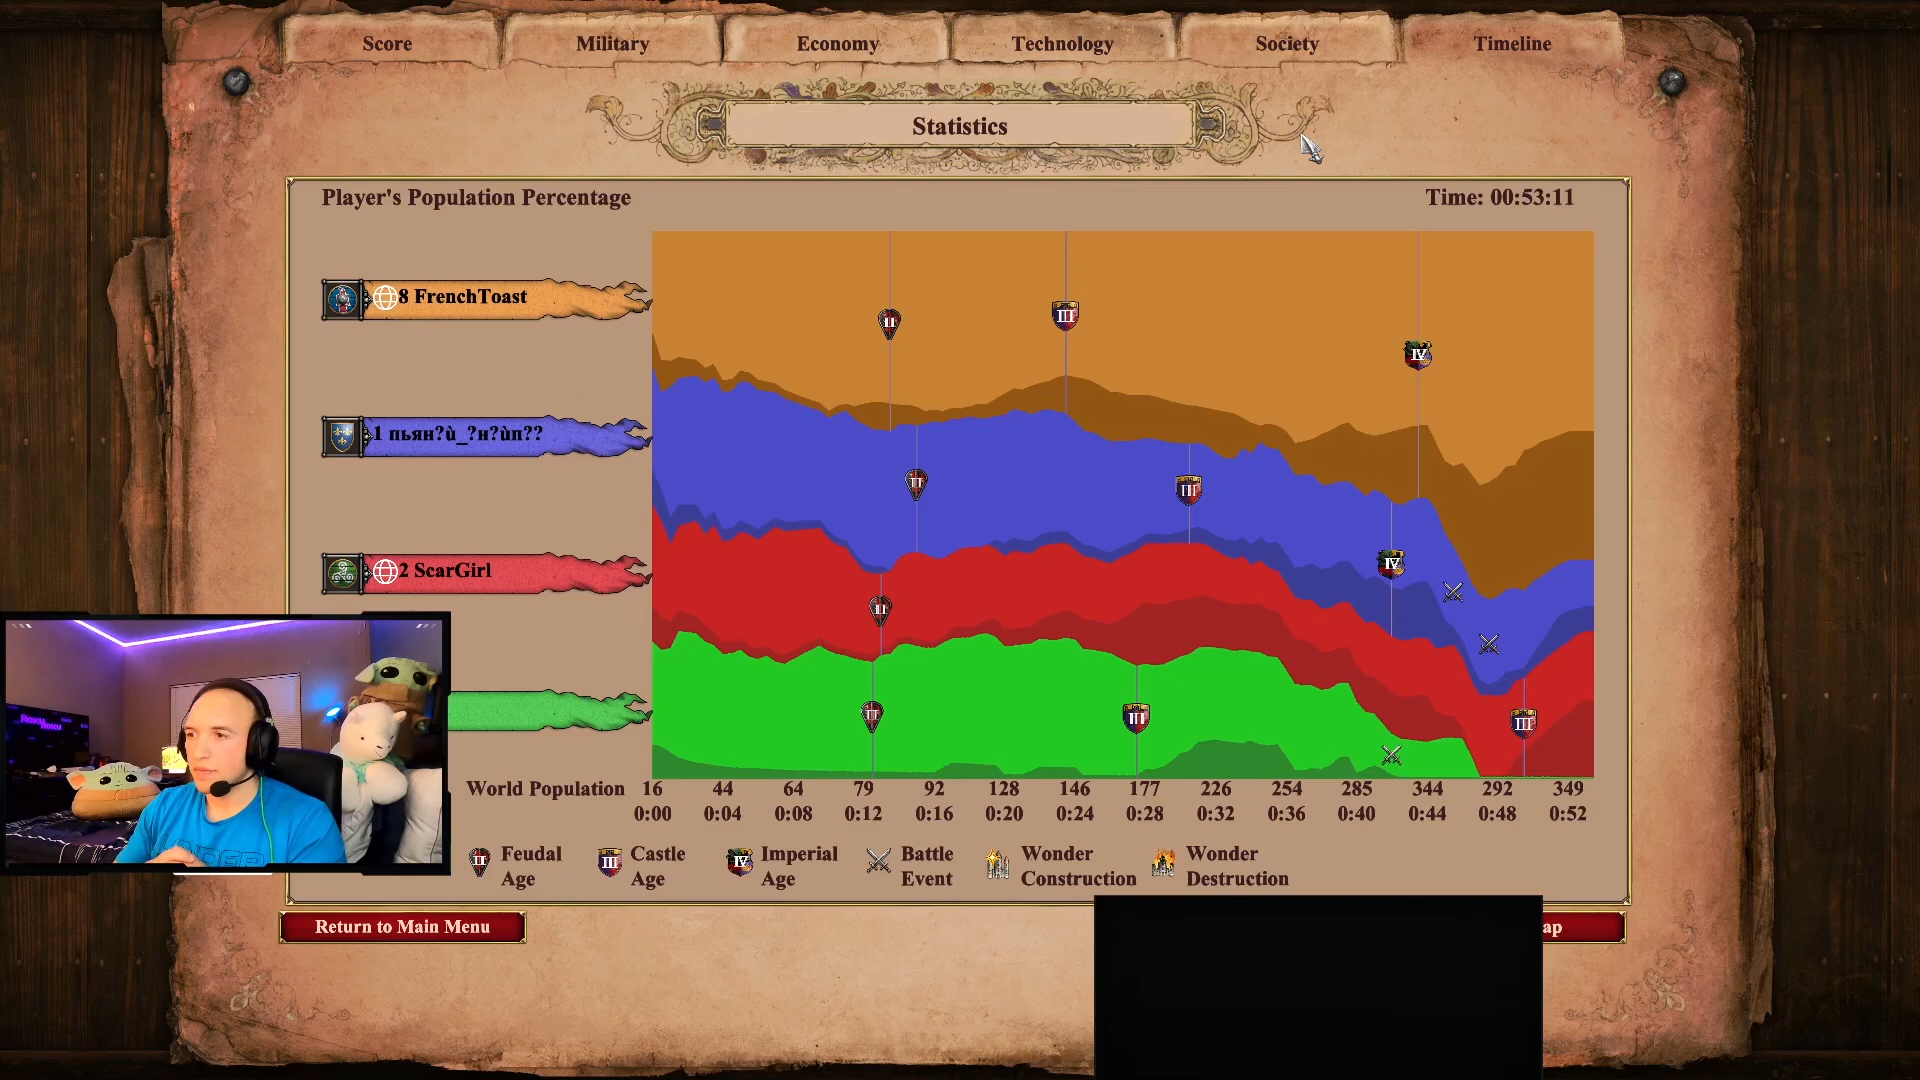 Score Military Economy Technology Society Timeline
Statistics
Player's Population Percentage
Time: 00:53:11
8 FrenchToast
1 пьян?ù_?н?ùп??
2 ScarGirl
World Population 16 44 64 79 92 128 146 177 226 254 285 344 292 349
0:00 0:04 0:08 0:12 0:16 0:20 0:24 0:28 0:32 0:36 0:40 0:44 0:48 0:52
Feudal Age
Castle Age
Imperial Age
Battle Event
Wonder Construction
Wonder Destruction
Return to Main Menu
ap